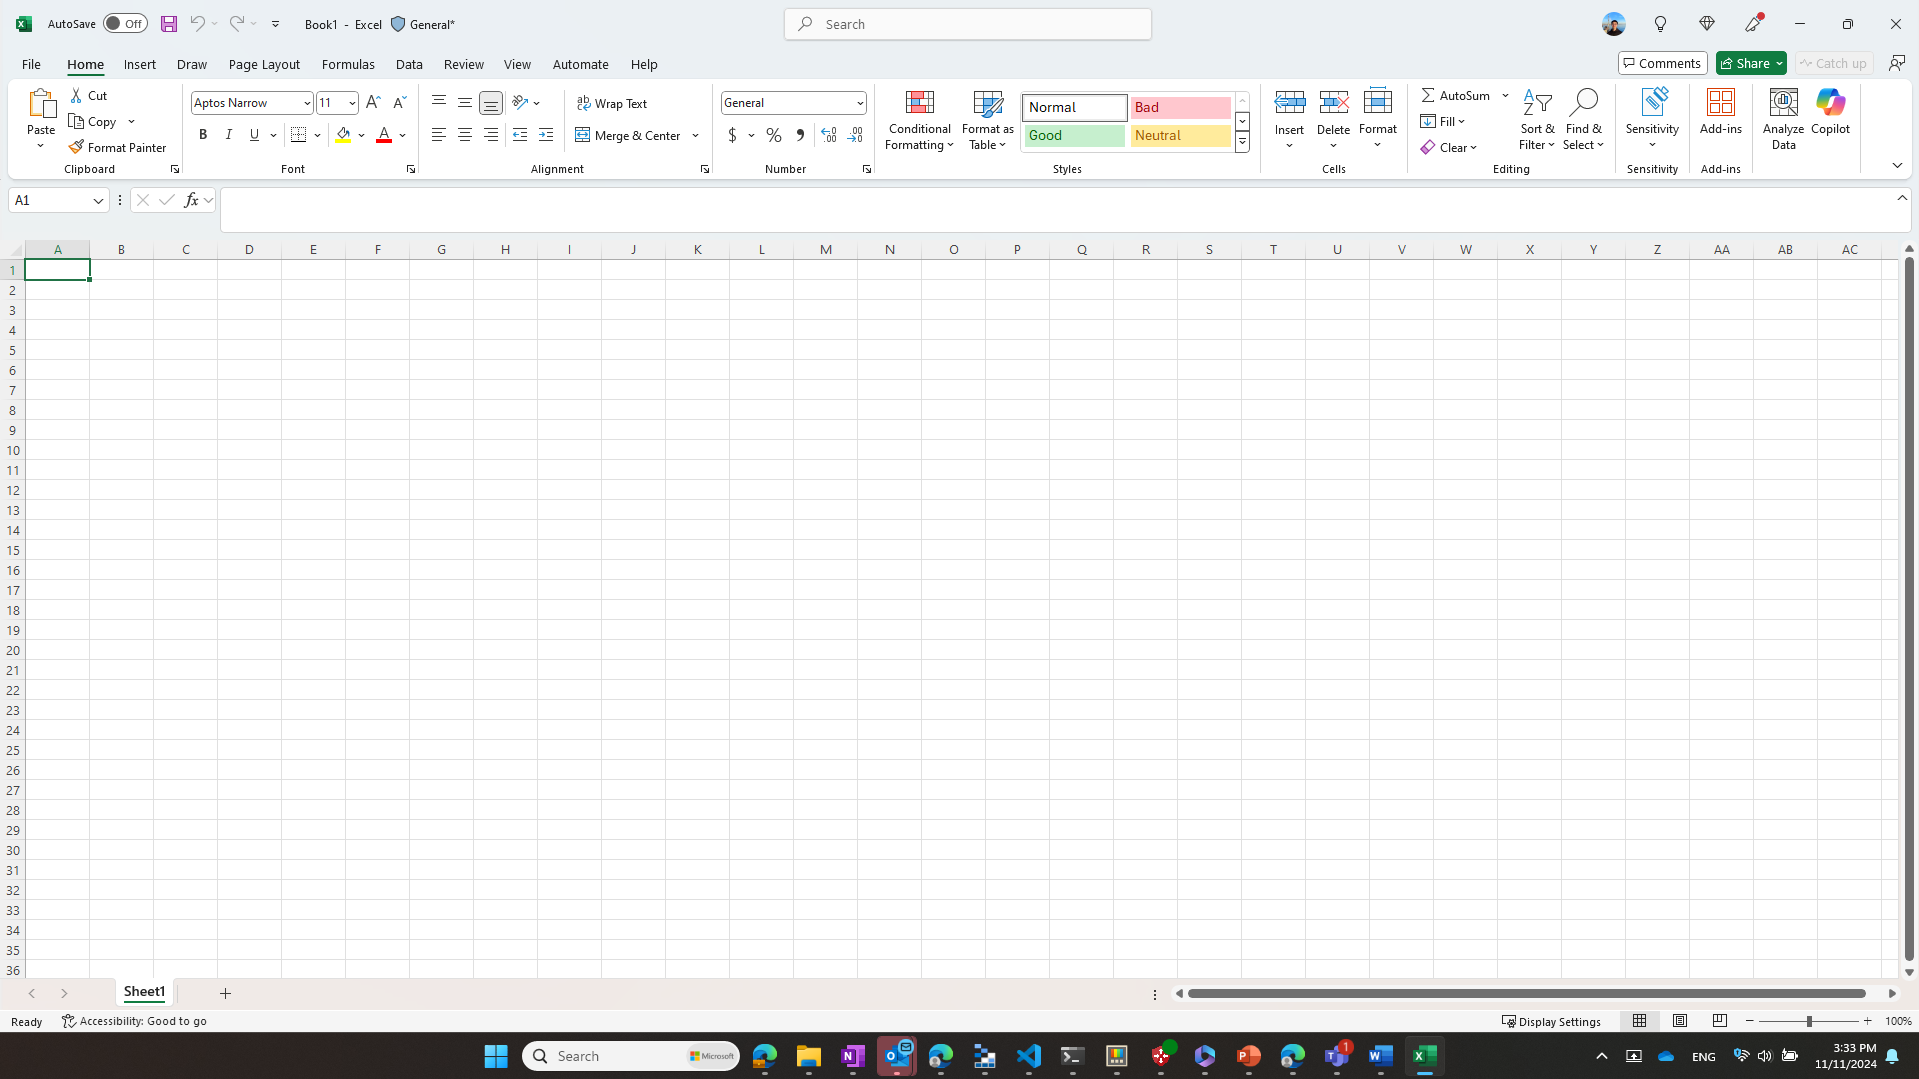 AutoSave Off Book1 - Excel General* Search
File Home Insert Draw Page Layout Formulas Data Review View Automate Help Comments Share Catch up
Paste Cut Copy Format Painter Clipboard
Aptos Narrow 11 B I U A Font
Wrap Text Merge & Center Alignment
General $ % Number
Conditional Formatting Format as Table Normal Bad Good Neutral Styles
Insert Delete Format Cells
AutoSum Fill Clear Sort & Filter Find & Select Editing
Sensitivity Sensitivity
Add-ins Add-ins
Analyze Data Copilot
A1 fx
A B C D E F G H I J K L M N O P Q R S T U V W X Y Z AA AB AC
1
2
3
4
5
6
7
8
9
10
11
12
13
14
15
16
17
18
19
20
21
22
23
24
25
26
27
28
29
30
31
32
33
34
35
36
Sheet1
Ready Accessibility: Good to go Display Settings 100%
Search Microsoft 1 ENG 3:33 PM
11/11/2024